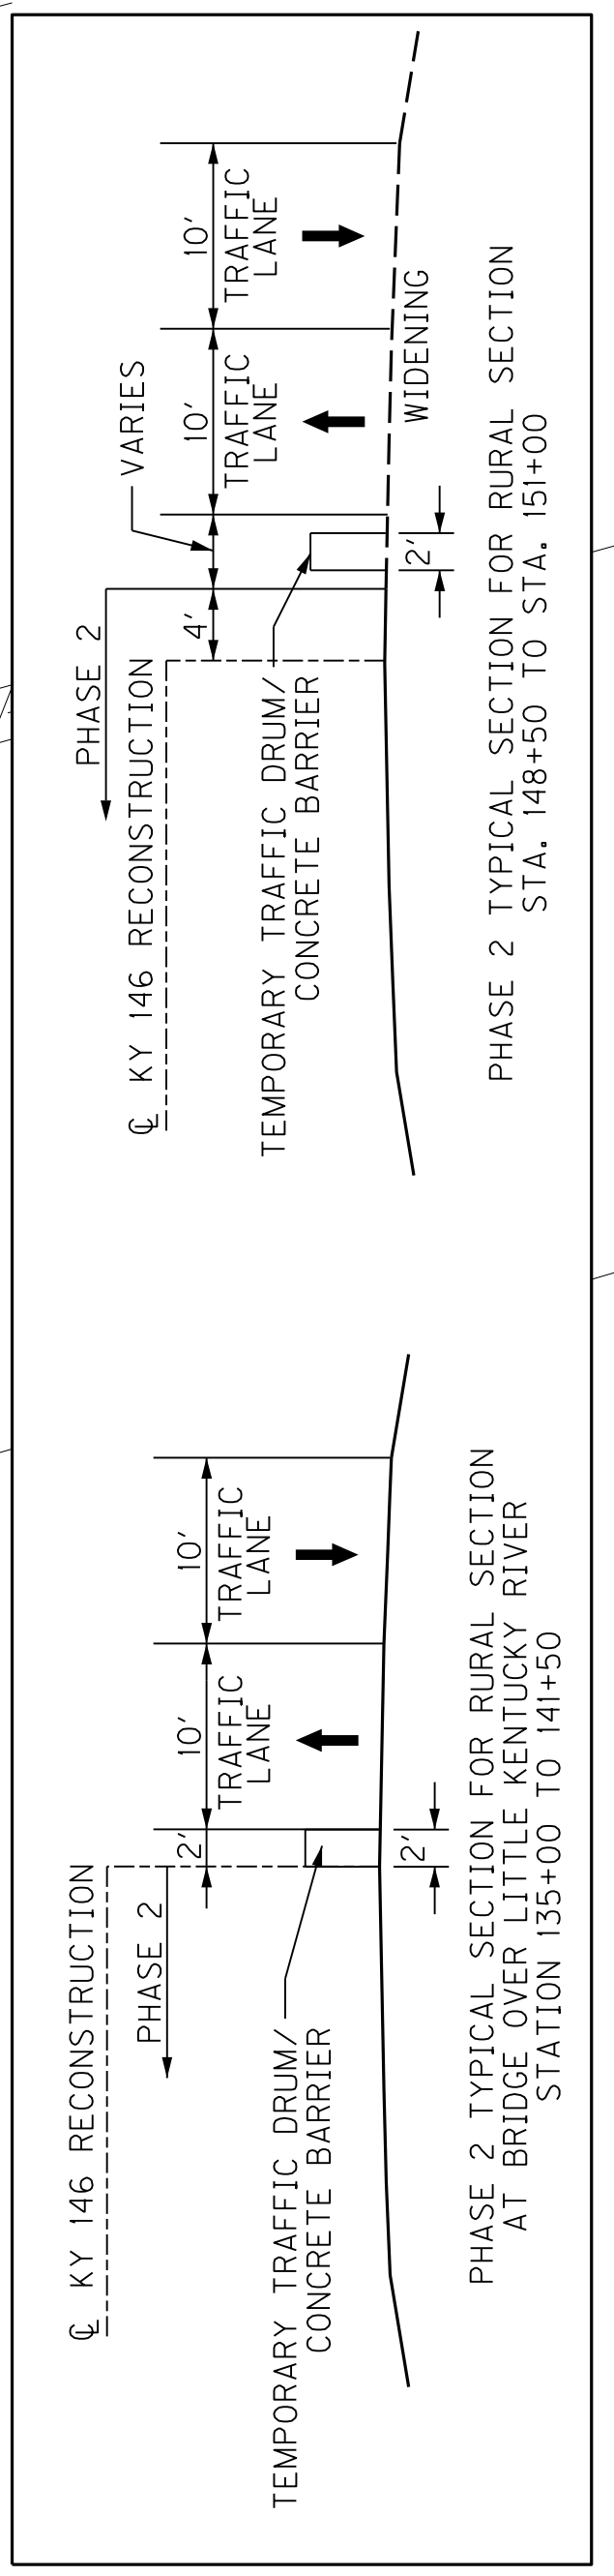 ℄ KY 146 RECONSTRUCTION
PHASE 2
2'
10'
10'
TRAFFIC
LANE
TRAFFIC
LANE
TEMPORARY TRAFFIC DRUM/
CONCRETE BARRIER
2'
PHASE 2 TYPICAL SECTION FOR RURAL SECTION
AT BRIDGE OVER LITTLE KENTUCKY RIVER
STATION 135+00 TO 141+50
PHASE 2
VARIES
℄ KY 146 RECONSTRUCTION
4'
10'
10'
TRAFFIC
LANE
TRAFFIC
LANE
TEMPORARY TRAFFIC DRUM/
CONCRETE BARRIER
2'
WIDENING
PHASE 2 TYPICAL SECTION FOR RURAL SECTION
STA. 148+50 TO STA. 151+00